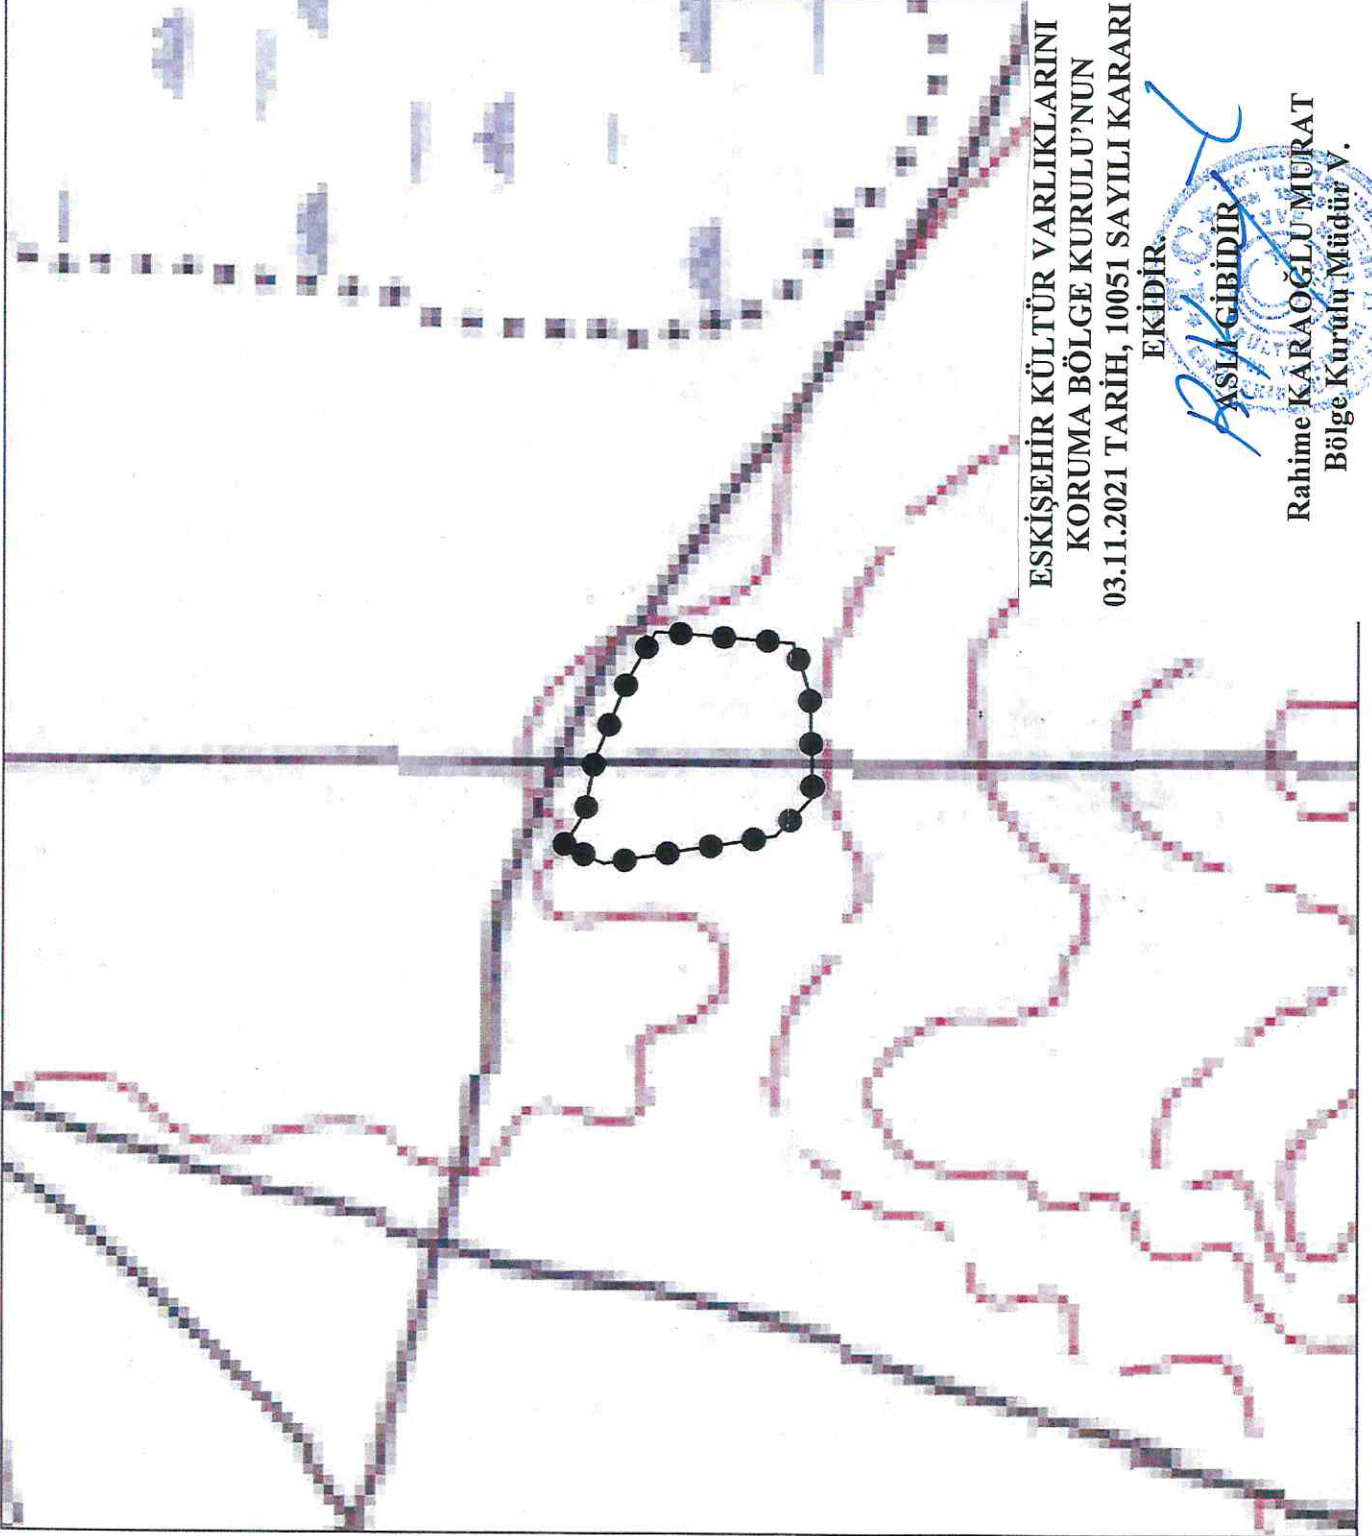 ESKİŞEHİR KÜLTÜR VARLIKLARINI
KORUMA BÖLGE KURULU'NUN
03.11.2021 TARİH, 10051 SAYILI KARARI
EKİDİR.
ASLI GİBİDİR
Rahime KARAOĞLU MURAT
Bölge Kurulu Müdür V.
T.C.